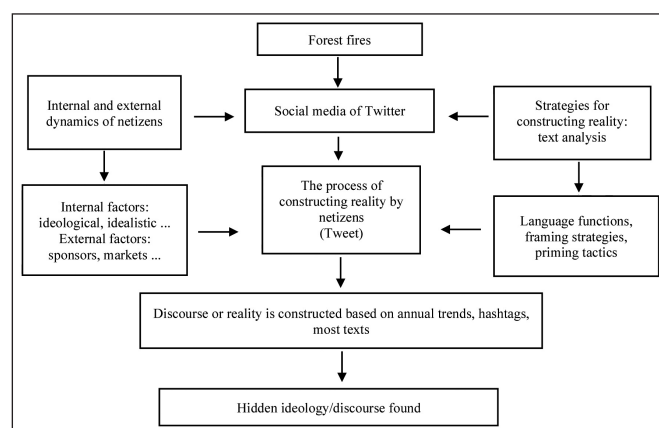 Forest fires
Internal and external
dynamics of netizens
Social media of Twitter
Strategies for
constructing reality:
text analysis
Internal factors:
ideological, idealistic ...
External factors:
sponsors, markets ...
The process of
constructing reality by
netizens
(Tweet)
Language functions,
framing strategies,
priming tactics
Discourse or reality is constructed based on annual trends, hashtags,
most texts
Hidden ideology/discourse found